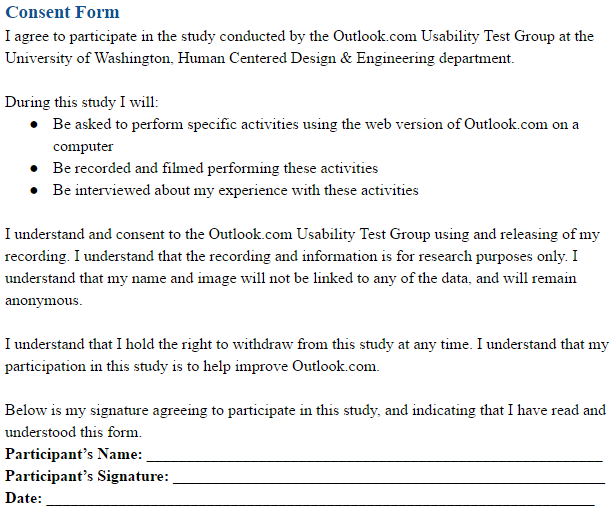 Consent Form
I agree to participate in the study conducted by the Outlook.com Usability Test Group at the
University of Washington, Human Centered Design & Engineering department.
During this study I will:
● Be asked to perform specific activities using the web version of Outlook.com on a
computer
● Be recorded and filmed performing these activities
● Be interviewed about my experience with these activities
I understand and consent to the Outlook.com Usability Test Group using and releasing of my
recording. I understand that the recording and information is for research purposes only. I
understand that my name and image will not be linked to any of the data, and will remain
anonymous.
I understand that I hold the right to withdraw from this study at any time. I understand that my
participation in this study is to help improve Outlook.com.
Below is my signature agreeing to participate in this study, and indicating that I have read and
understood this form.
Participant's Name:
Participant's Signature:
Date: